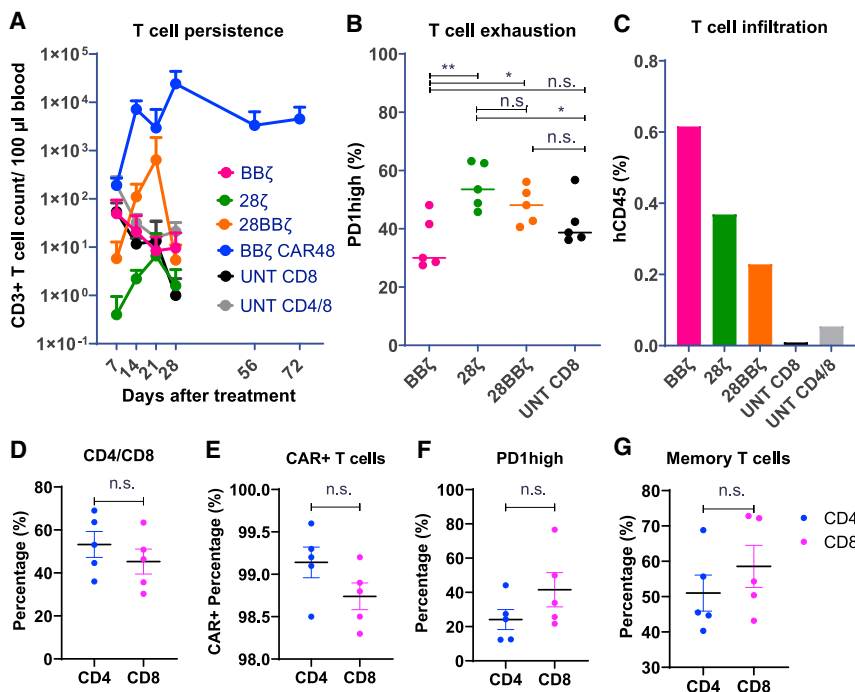 A
T cell persistence
CD3+ T cell count/ 100 µl blood
1×10⁵
1×10⁴
1×10³
1×10²
1×10¹
1×10⁰
1×10⁻¹
7 14 21 28 56 72
Days after treatment
BBζ
28ζ
28BBζ
BBζ CAR48
UNT CD8
UNT CD4/8
B
T cell exhaustion
PD1high (%)
100
80
60
40
20
0
** 
*
n.s.
n.s.
*
n.s.
BBζ 28ζ 28BBζ UNT CD8
C
T cell infiltration
hCD45 (%)
0.8
0.6
0.4
0.2
0.0
BBζ 28ζ 28BBζ UNT CD8 UNT CD4/8
D
CD4/CD8
n.s.
Percentage (%)
80
60
40
20
0
CD4 CD8
E
CAR+ T cells
n.s.
CAR+ Percentage (%)
100.0
99.5
99.0
98.5
98.0
CD4 CD8
F
PD1high
n.s.
Percentage (%)
100
80
60
40
20
0
CD4 CD8
G
Memory T cells
n.s.
Percentage (%)
80
70
60
50
40
30
CD4 CD8
CD4
CD8